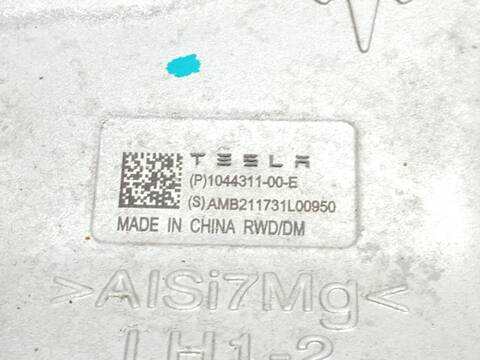 TESLA
(P)1044311-00-E
(S)AMB211731L00950
MADE IN CHINA RWD/DM
>AlSi7Mg<
LH1-2